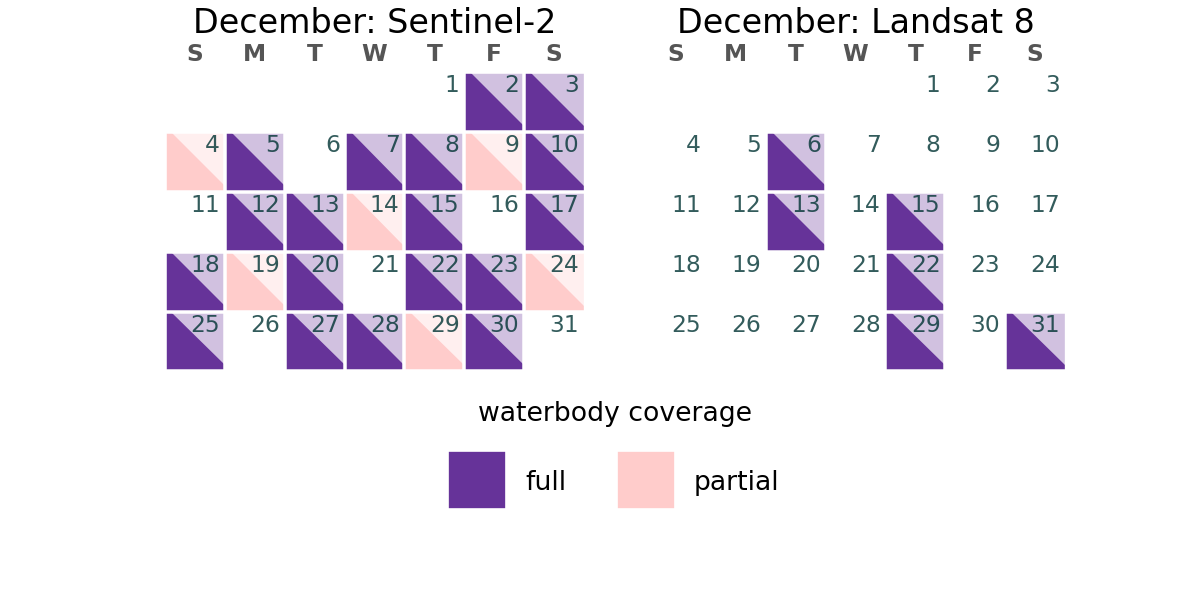 December: Sentinel-2
S M T W T F S
1 2 3
4 5 6 7 8 9 10
11 12 13 14 15 16 17
18 19 20 21 22 23 24
25 26 27 28 29 30 31
December: Landsat 8
S M T W T F S
1 2 3
4 5 6 7 8 9 10
11 12 13 14 15 16 17
18 19 20 21 22 23 24
25 26 27 28 29 30 31
waterbody coverage
full partial